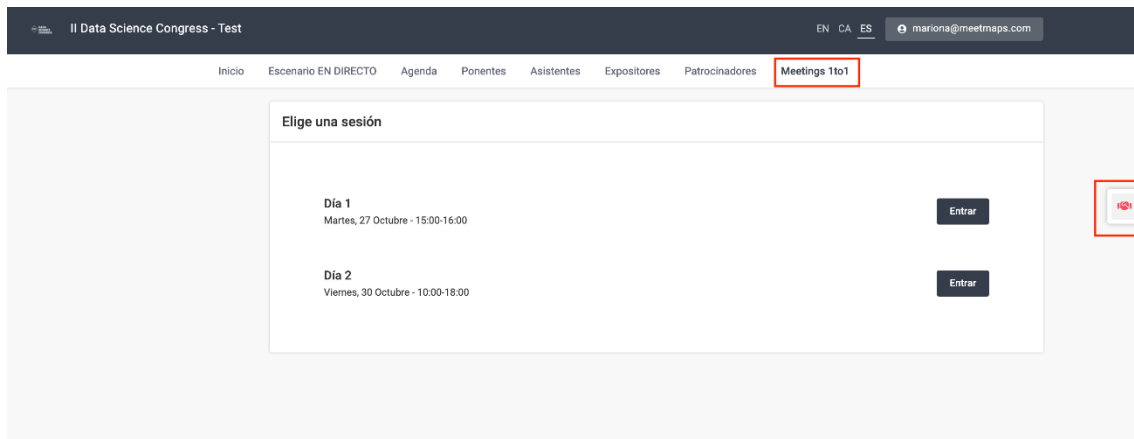 II Data Science Congress - Test
EN CA ES
mariona@meetmaps.com
Inicio Escenario EN DIRECTO Agenda Ponentes Asistentes Expositores Patrocinadores Meetings 1to1
Elige una sesión
Día 1
Martes, 27 Octubre - 15:00-16:00
Entrar
Día 2
Viernes, 30 Octubre - 10:00-18:00
Entrar